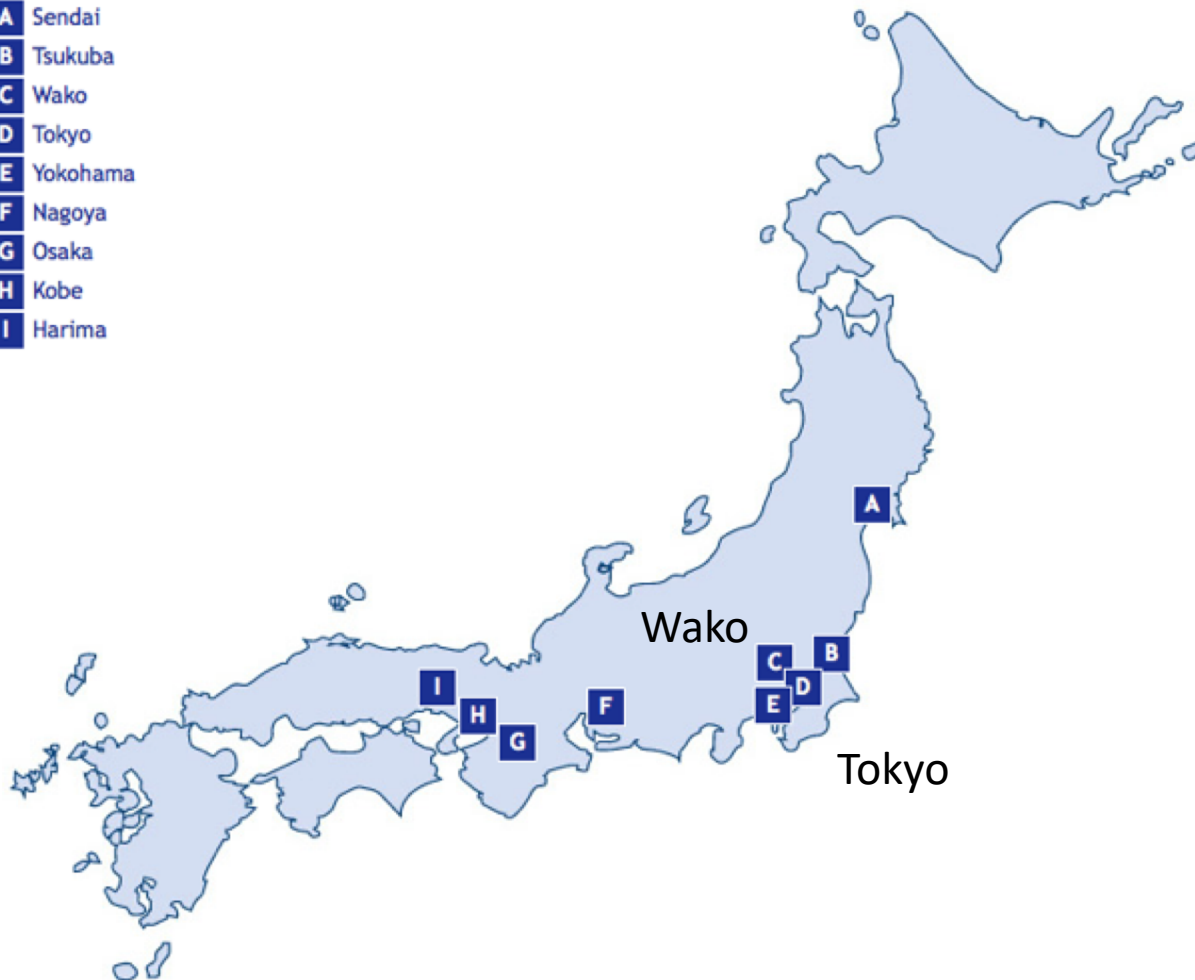 A Sendai
B Tsukuba
C Wako
D Tokyo
E Yokohama
F Nagoya
G Osaka
H Kobe
I Harima
A
Wako
B
C
D
I
E
F
H
G
Tokyo